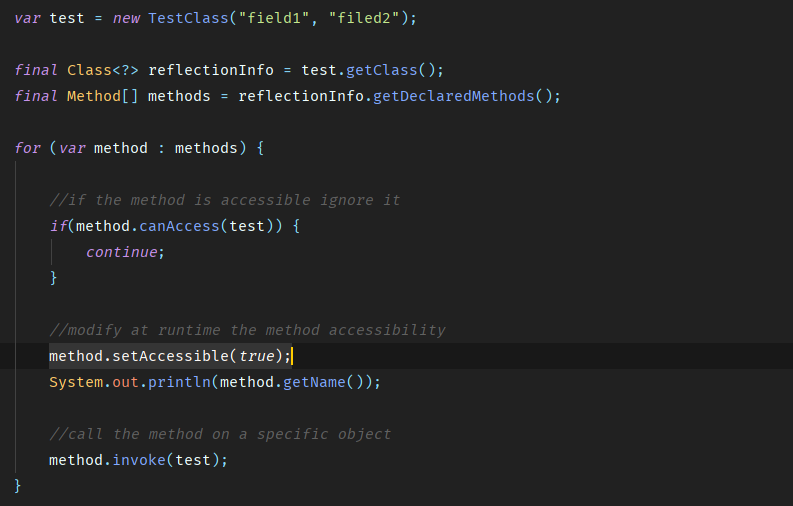 var test = new TestClass("field1", "filed2");
final Class<?> reflectionInfo = test.getClass();
final Method[] methods = reflectionInfo.getDeclaredMethods();
for (var method : methods) {
//if the method is accessible ignore it
if(method.canAccess(test)) {
continue;
}
//modify at runtime the method accessibility
method.setAccessible(true);
System.out.println(method.getName());
//call the method on a specific object
method.invoke(test);
}